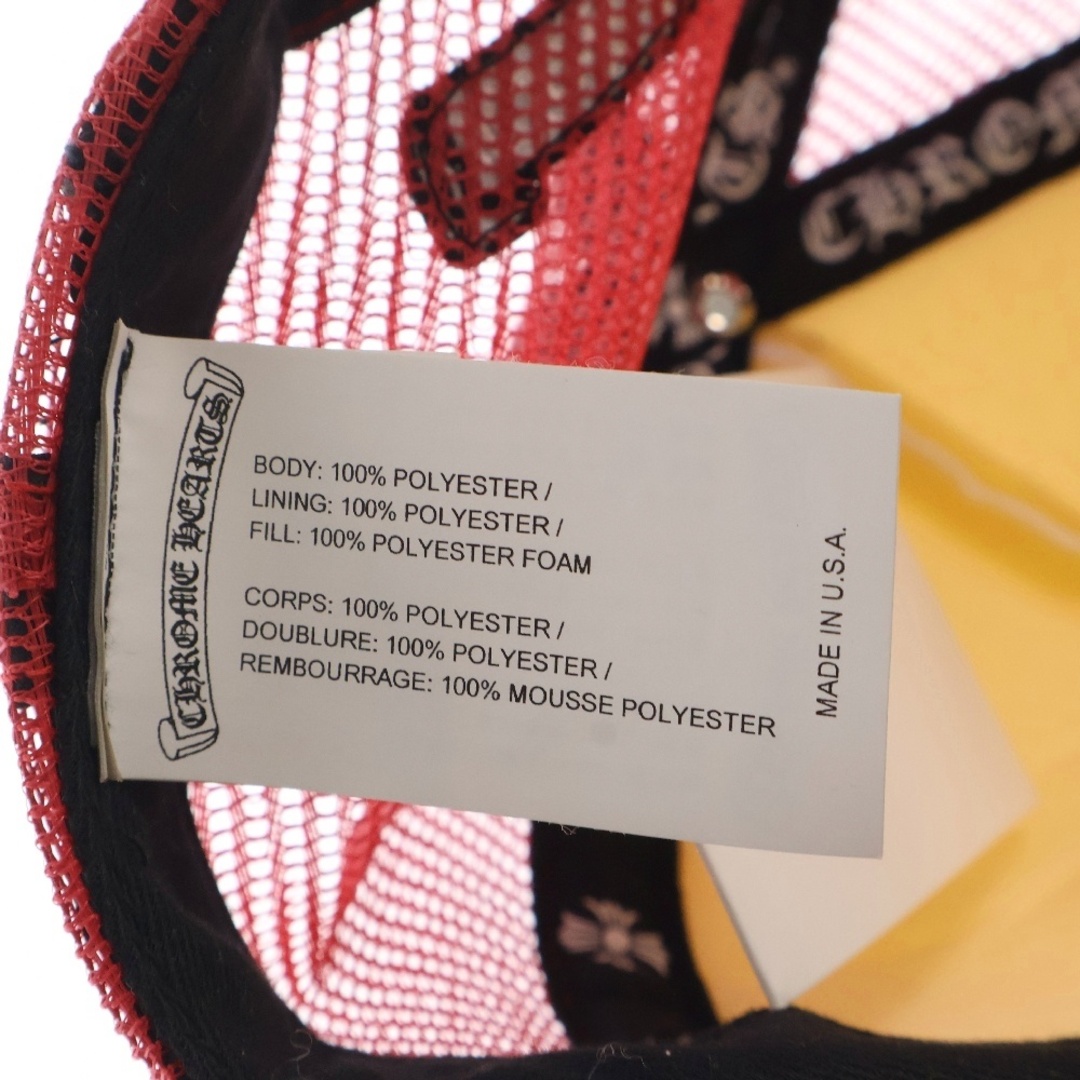 CHROME HEARTS
BODY: 100% POLYESTER /
LINING: 100% POLYESTER /
FILL: 100% POLYESTER FOAM
CORPS: 100% POLYESTER /
DOUBLURE: 100% POLYESTER /
REMBOURRAGE: 100% MOUSSE POLYESTER
MADE IN U.S.A.